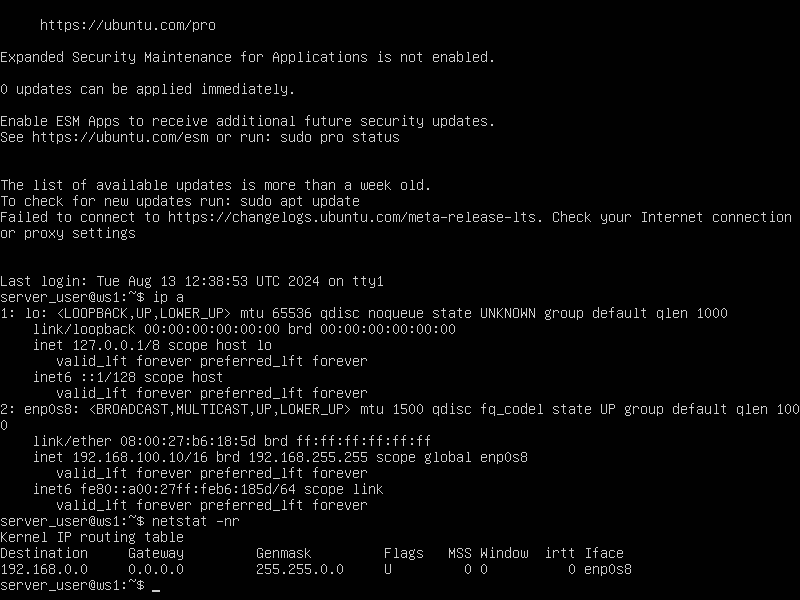 https://ubuntu.com/pro
Expanded Security Maintenance for Applications is not enabled.
0 updates can be applied immediately.
Enable ESM Apps to receive additional future security updates.
See https://ubuntu.com/esm or run: sudo pro status
The list of available updates is more than a week old.
To check for new updates run: sudo apt update
Failed to connect to https://changelogs.ubuntu.com/meta-release-lts. Check your Internet connection
or proxy settings
Last login: Tue Aug 13 12:38:53 UTC 2024 on tty1
server_user@ws1:~$ ip a
1: lo: <LOOPBACK,UP,LOWER_UP> mtu 65536 qdisc noqueue state UNKNOWN group default qlen 1000
    link/loopback 00:00:00:00:00:00 brd 00:00:00:00:00:00
    inet 127.0.0.1/8 scope host lo
       valid_lft forever preferred_lft forever
    inet6 ::1/128 scope host
       valid_lft forever preferred_lft forever
2: enp0s8: <BROADCAST,MULTICAST,UP,LOWER_UP> mtu 1500 qdisc fq_codel state UP group default qlen 100
0
    link/ether 08:00:27:b6:18:5d brd ff:ff:ff:ff:ff:ff
    inet 192.168.100.10/16 brd 192.168.255.255 scope global enp0s8
       valid_lft forever preferred_lft forever
    inet6 fe80::a00:27ff:feb6:185d/64 scope link
       valid_lft forever preferred_lft forever
server_user@ws1:~$ netstat -nr
Kernel IP routing table
Destination     Gateway         Genmask         Flags   MSS Window  irtt Iface
192.168.0.0     0.0.0.0         255.255.0.0     U         0 0          0 enp0s8
server_user@ws1:~$ _